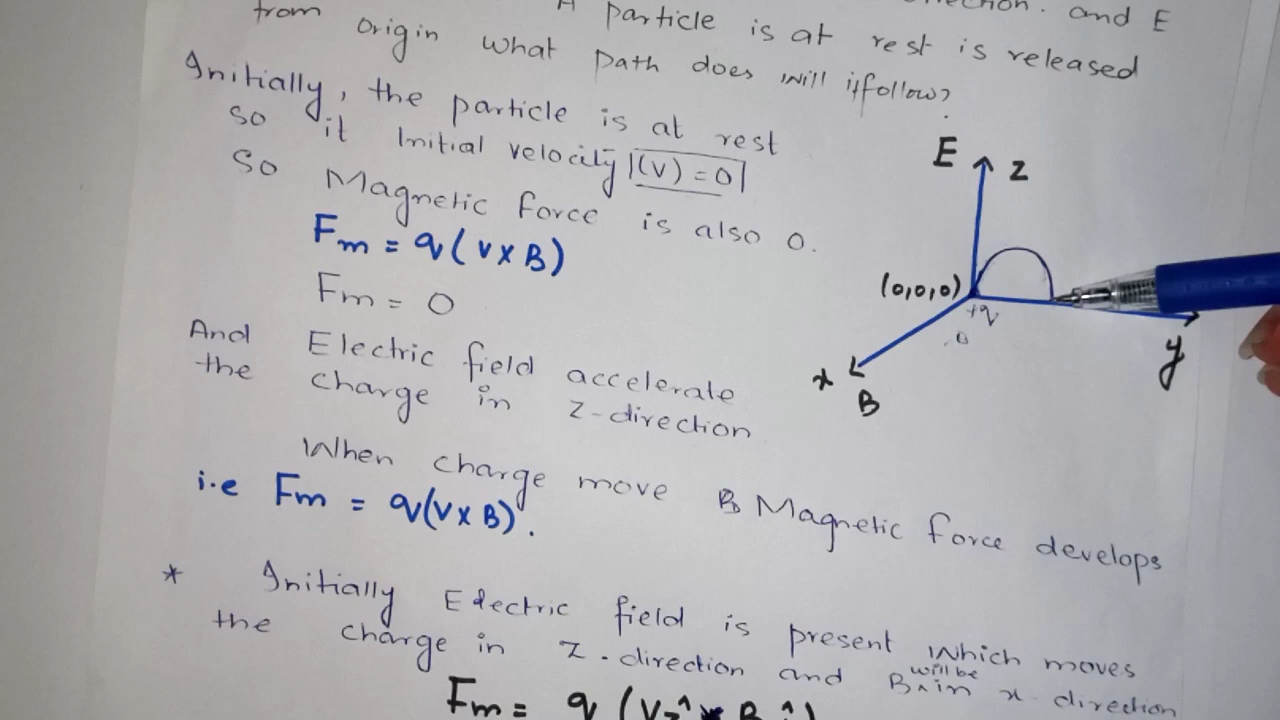 and E
from A particle is at rest is released
origin what path does will itfollow?
Initially, the particle is at rest
so it Initial velocity |(V) = 0|
So Magnetic force is also 0.
Fm = q(V×B)
Fm = 0
And Electric field accelerate
the charge in Z-direction
When charge move B Magnetic force develops
i.e Fm = q(V×B).
* Initially Electric field is present which moves
the charge in Z-direction and B will be in x-direction
Fm = q
E
Z
(0,0,0)
+q
y
x
B